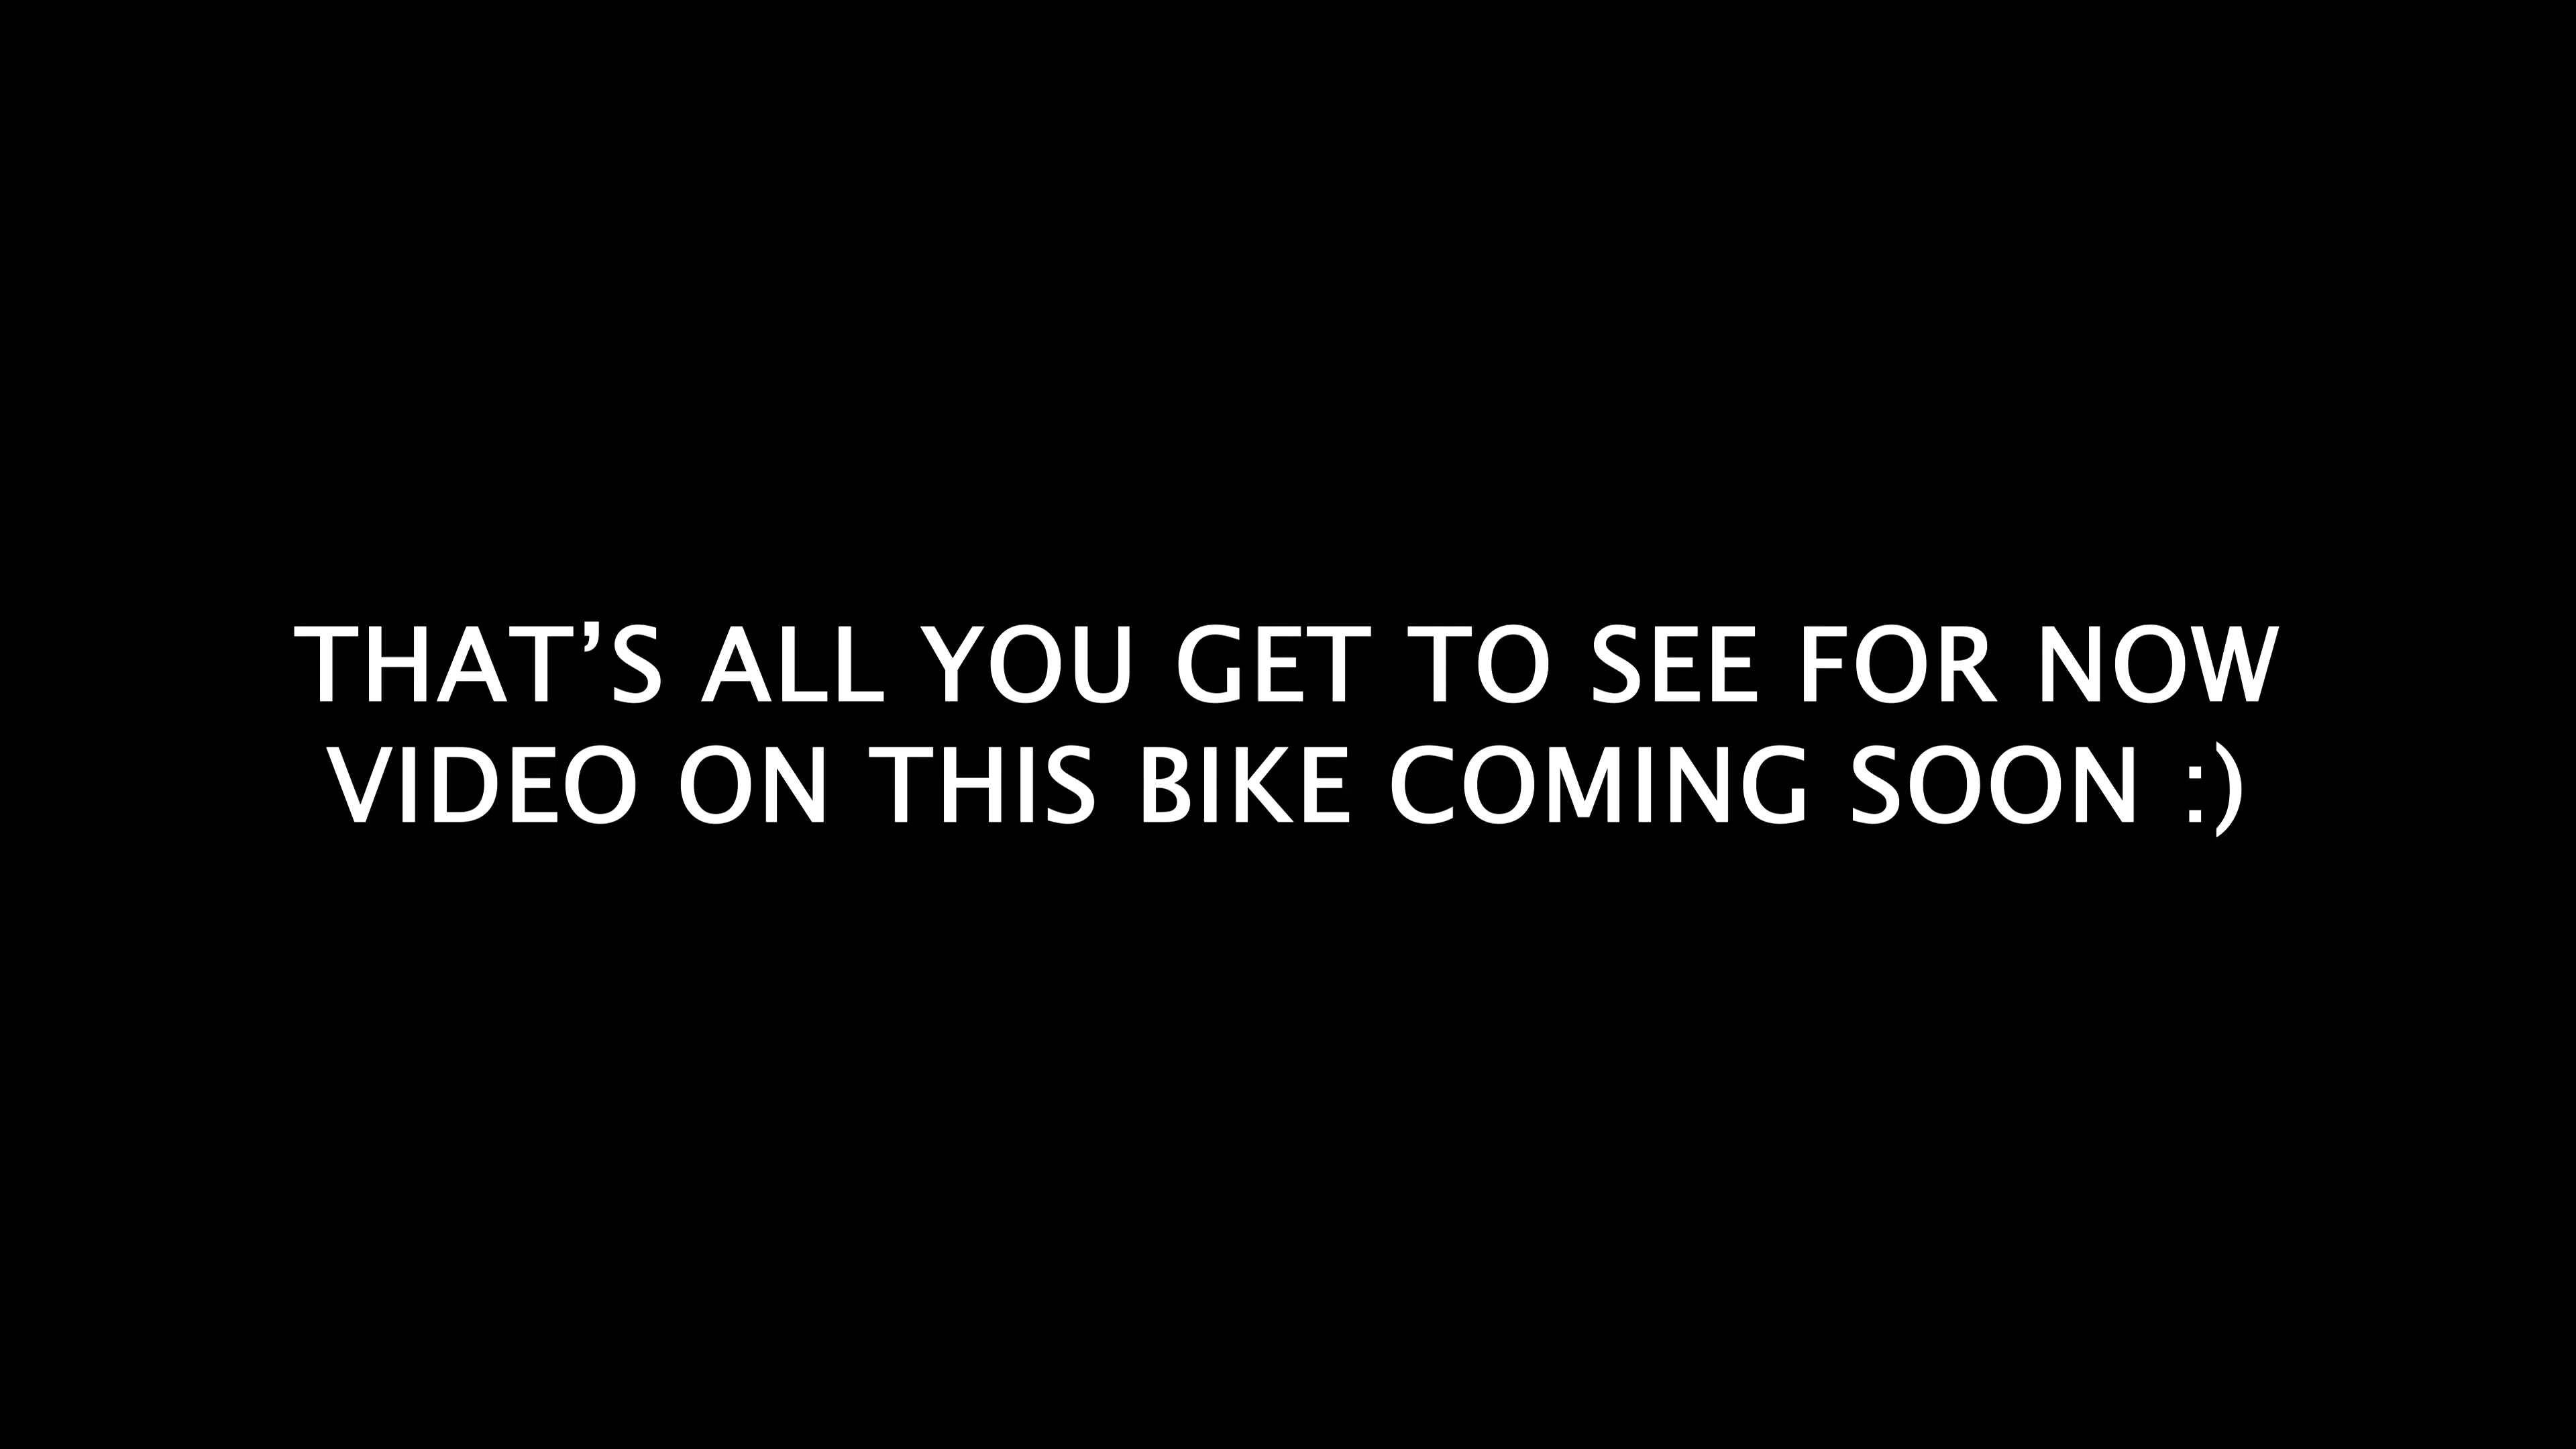 THAT’S ALL YOU GET TO SEE FOR NOW
VIDEO ON THIS BIKE COMING SOON :)